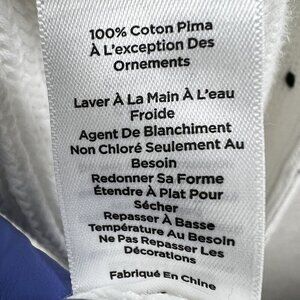 100% Coton Pima
À L'exception Des
Ornements
Laver À La Main À L'eau
Froide
Agent De Blanchiment
Non Chloré Seulement Au
Besoin
Redonner Sa Forme
Étendre À Plat Pour
Sécher
Repasser À Basse
Température Au Besoin
Ne Pas Repasser Les
Décorations
Fabriqué En Chine